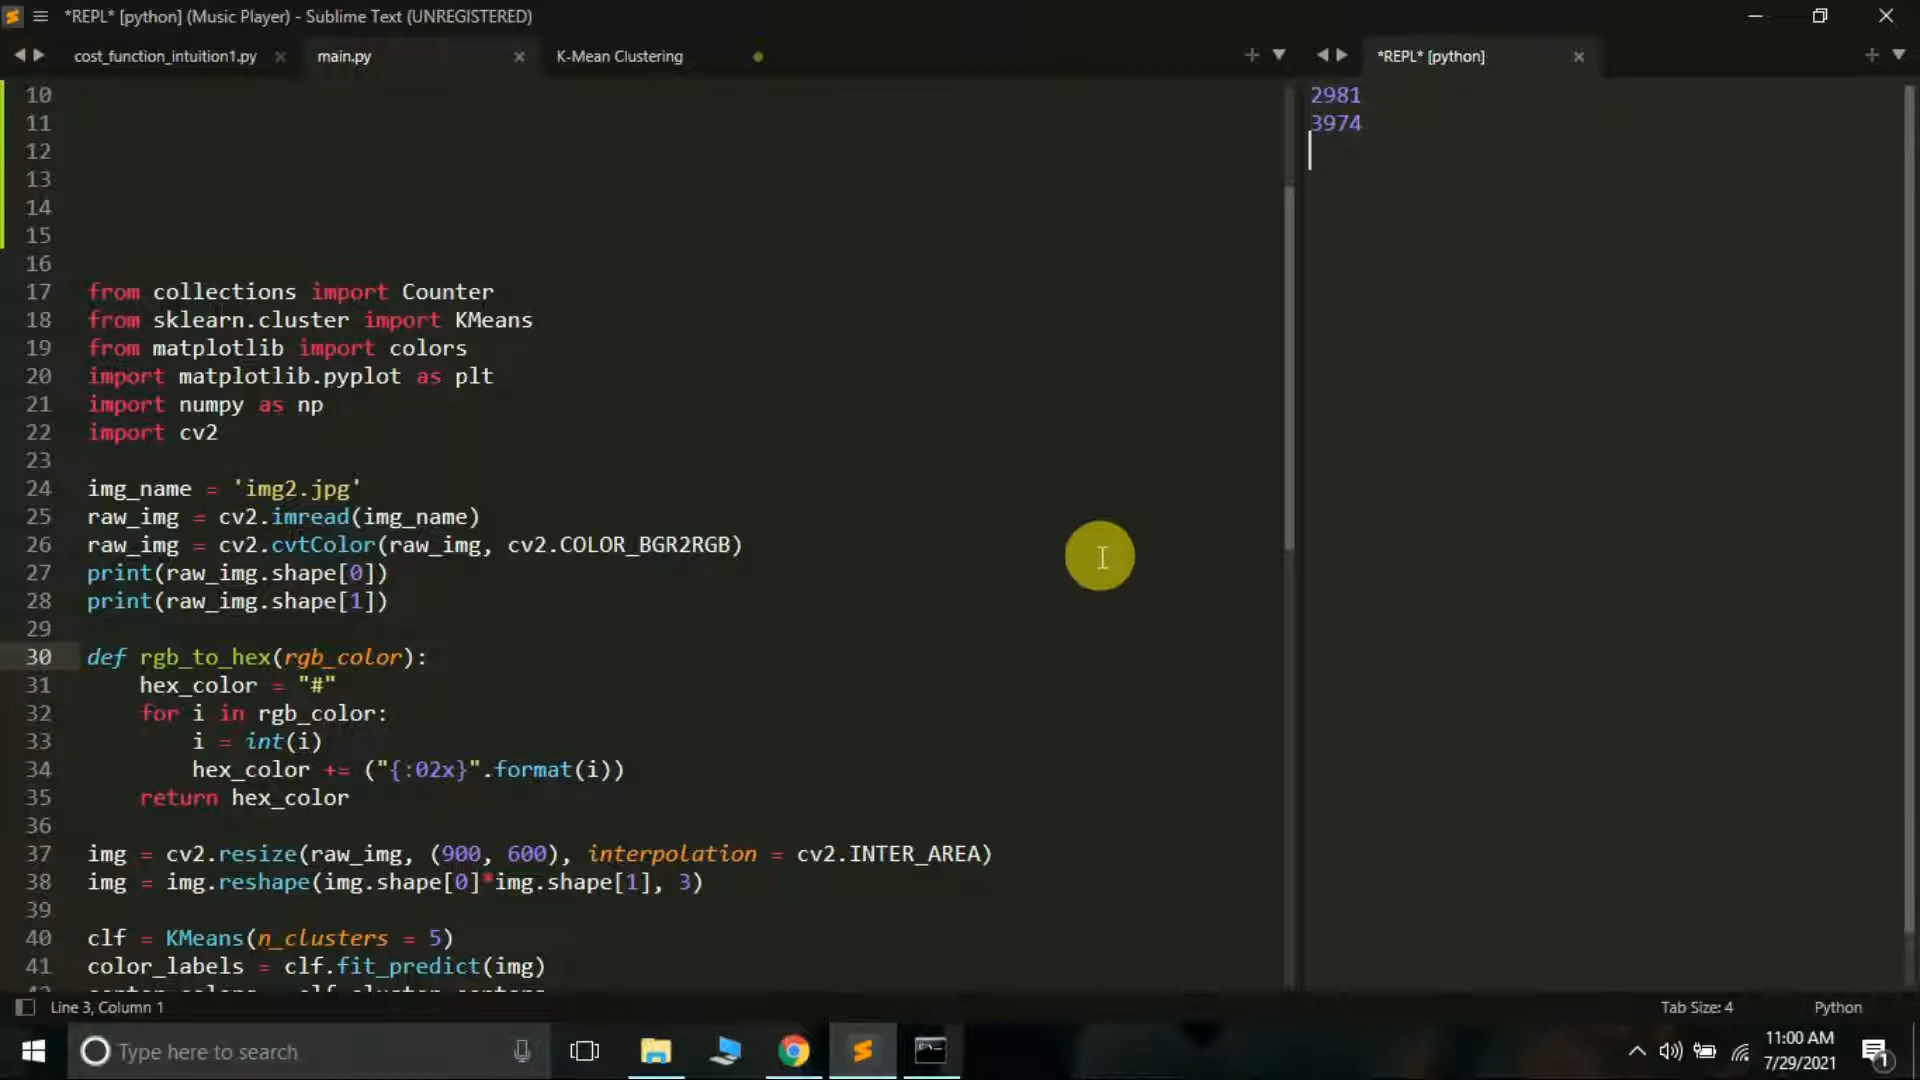 *REPL* [python] (Music Player) - Sublime Text (UNREGISTERED)
cost_function_intuition1.py
main.py
K-Mean Clustering
*REPL* [python]
10
11
12
13
14
15
16
17 from collections import Counter
18 from sklearn.cluster import KMeans
19 from matplotlib import colors
20 import matplotlib.pyplot as plt
21 import numpy as np
22 import cv2
23
24 img_name = 'img2.jpg'
25 raw_img = cv2.imread(img_name)
26 raw_img = cv2.cvtColor(raw_img, cv2.COLOR_BGR2RGB)
27 print(raw_img.shape[0])
28 print(raw_img.shape[1])
29
30 def rgb_to_hex(rgb_color):
31 hex_color = "#"
32 for i in rgb_color:
33 i = int(i)
34 hex_color += ("{:02x}".format(i))
35 return hex_color
36
37 img = cv2.resize(raw_img, (900, 600), interpolation = cv2.INTER_AREA)
38 img = img.reshape(img.shape[0]*img.shape[1], 3)
39
40 clf = KMeans(n_clusters = 5)
41 color_labels = clf.fit_predict(img)
2981
3974
Line 3, Column 1
Tab Size: 4
Python
Type here to search
11:00 AM
7/29/2021
1